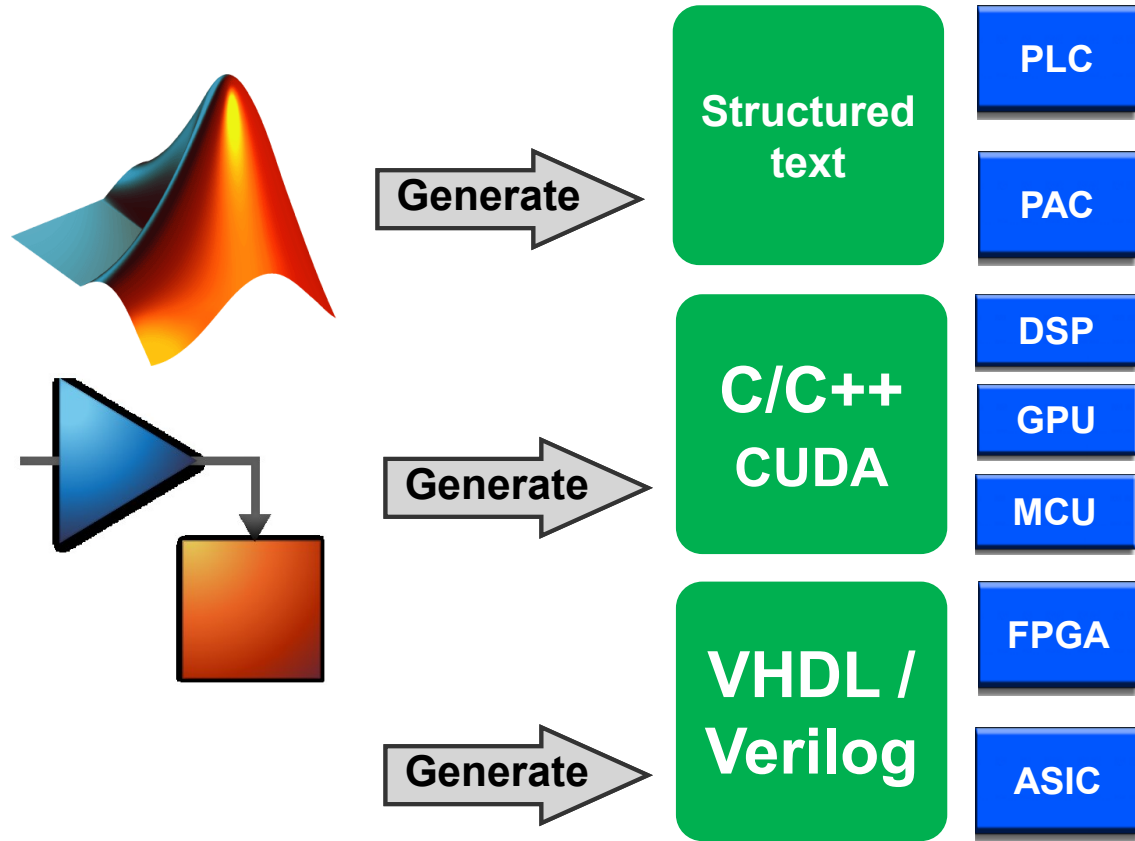 Generate
Structured
text
PLC
PAC
Generate
C/C++
CUDA
DSP
GPU
MCU
Generate
VHDL /
Verilog
FPGA
ASIC